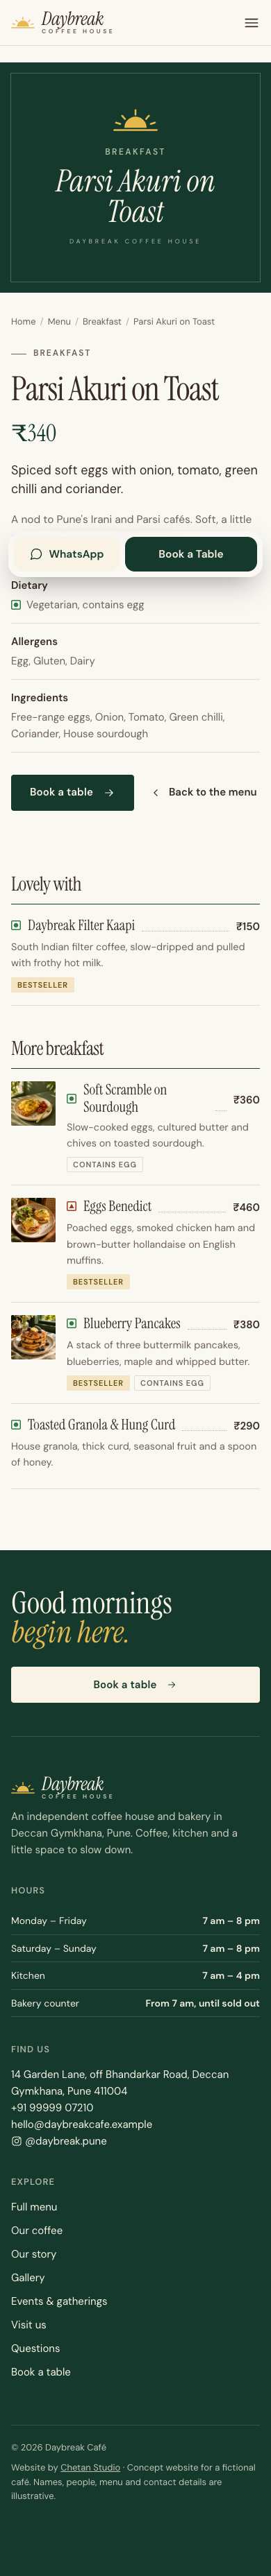 Daybreak
COFFEE HOUSE
BREAKFAST
Parsi Akuri on
Toast
DAYBREAK COFFEE HOUSE
Home / Menu / Breakfast / Parsi Akuri on Toast
BREAKFAST
Parsi Akuri on Toast
₹340
Spiced soft eggs with onion, tomato, green
chilli and coriander.
A nod to Pune's Irani and Parsi cafés. Soft, a little
WhatsApp
Book a Table
Dietary
Vegetarian, contains egg
Allergens
Egg, Gluten, Dairy
Ingredients
Free-range eggs, Onion, Tomato, Green chilli,
Coriander, House sourdough
Book a table →
‹ Back to the menu
Lovely with
Daybreak Filter Kaapi ₹150
South Indian filter coffee, slow-dripped and pulled
with frothy hot milk.
BESTSELLER
More breakfast
Soft Scramble on
Sourdough ₹360
Slow-cooked eggs, cultured butter and
chives on toasted sourdough.
CONTAINS EGG
Eggs Benedict ₹460
Poached eggs, smoked chicken ham and
brown-butter hollandaise on English
muffins.
BESTSELLER
Blueberry Pancakes ₹380
A stack of three buttermilk pancakes,
blueberries, maple and whipped butter.
BESTSELLER CONTAINS EGG
Toasted Granola & Hung Curd ₹290
House granola, thick curd, seasonal fruit and a spoon
of honey.
Good mornings
begin here.
Book a table →
Daybreak
COFFEE HOUSE
An independent coffee house and bakery in
Deccan Gymkhana, Pune. Coffee, kitchen and a
little space to slow down.
HOURS
Monday – Friday 7 am – 8 pm
Saturday – Sunday 7 am – 8 pm
Kitchen 7 am – 4 pm
Bakery counter From 7 am, until sold out
FIND US
14 Garden Lane, off Bhandarkar Road, Deccan
Gymkhana, Pune 411004
+91 99999 07210
hello@daybreakcafe.example
@daybreak.pune
EXPLORE
Full menu
Our coffee
Our story
Gallery
Events & gatherings
Visit us
Questions
Book a table
© 2026 Daybreak Café
Website by Chetan Studio · Concept website for a fictional
café. Names, people, menu and contact details are
illustrative.